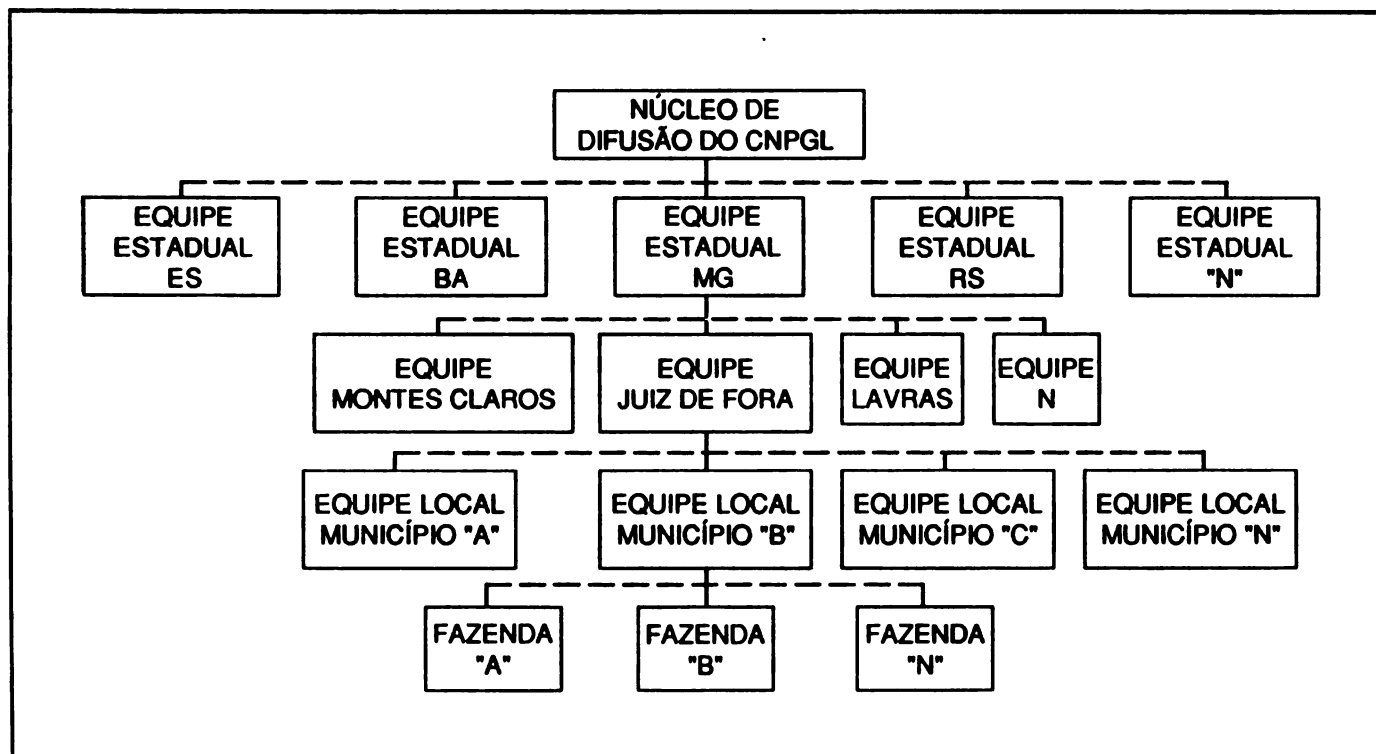 NÚCLEO DE
DIFUSÃO DO CNPGL
EQUIPE
ESTADUAL
ES
EQUIPE
ESTADUAL
BA
EQUIPE
ESTADUAL
MG
EQUIPE
ESTADUAL
RS
EQUIPE
ESTADUAL
"N"
EQUIPE
MONTES CLAROS
EQUIPE
JUIZ DE FORA
EQUIPE
LAVRAS
EQUIPE
N
EQUIPE LOCAL
MUNICÍPIO "A"
EQUIPE LOCAL
MUNICÍPIO "B"
EQUIPE LOCAL
MUNICÍPIO "C"
EQUIPE LOCAL
MUNICÍPIO "N"
FAZENDA
"A"
FAZENDA
"B"
FAZENDA
"N"